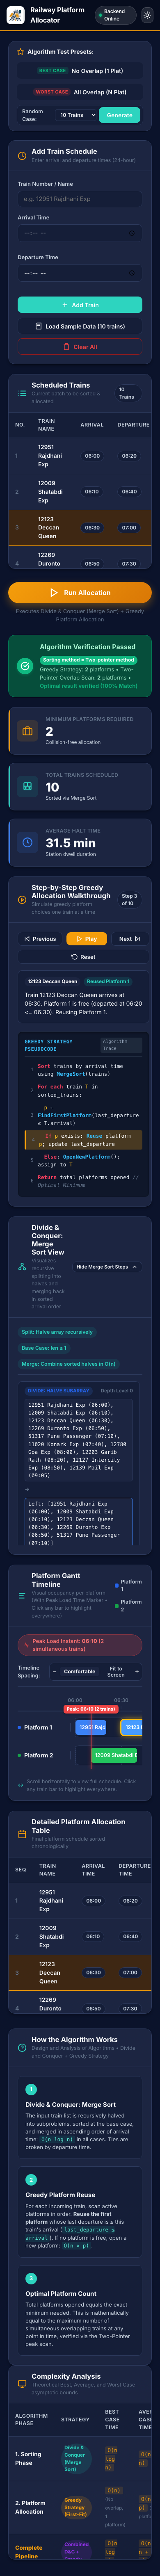 Railway Platform
Allocator
Backend
Online
Algorithm Test Presets:
BEST CASE No Overlap (1 Plat)
WORST CASE All Overlap (N Plat)
Random
Case:
10 Trains
Generate
Add Train Schedule
Enter arrival and departure times (24-hour)
Train Number / Name
e.g. 12951 Rajdhani Exp
Arrival Time
--:-- --
Departure Time
--:-- --
+ Add Train
Load Sample Data (10 trains)
Clear All
Scheduled Trains
Current batch to be sorted &
allocated
10
Trains
NO. TRAIN NAME ARRIVAL DEPARTURE
1 12951 Rajdhani Exp 06:00 06:20
2 12009 Shatabdi Exp 06:10 06:40
3 12123 Deccan Queen 06:30 07:00
12269
4 Duronto 06:50 07:30
Run Allocation
Executes Divide & Conquer (Merge Sort) + Greedy
Platform Allocation
Algorithm Verification Passed
Sorting method + Two-pointer method
Greedy Strategy: 2 platforms • Two-
Pointer Overlap Scan: 2 platforms •
Optimal result verified (100% Match)
MINIMUM PLATFORMS REQUIRED
2
Collision-free allocation
TOTAL TRAINS SCHEDULED
10
Sorted via Merge Sort
AVERAGE HALT TIME
31.5 min
Station dwell duration
Step-by-Step Greedy
Allocation Walkthrough
Simulate greedy platform
choices one train at a time
Step 3
of 10
Previous
Play
Next
Reset
12123 Deccan Queen Reused Platform 1
Train 12123 Deccan Queen arrives at
06:30. Platform 1 is free (departed at 06:20
<= 06:30). Reusing Platform 1.
GREEDY STRATEGY
PSEUDOCODE
Algorithm
Trace
1 Sort trains by arrival time
using MergeSort(trains)
2 For each train T in
sorted_trains:
3 p ←
FindFirstPlatform(last_departure
≤ T.arrival)
4 If p exists: Reuse platform
p; update last_departure
5 Else: OpenNewPlatform();
assign to T
6 Return total platforms opened //
Optimal Minimum
Divide &
Conquer:
Merge
Sort View
Visualizes
recursive
splitting into
halves and
merging back
in sorted
arrival order
Hide Merge Sort Steps
Split: Halve array recursively
Base Case: len ≤ 1
Merge: Combine sorted halves in O(n)
DIVIDE: HALVE SUBARRAY
Depth Level 0
12951 Rajdhani Exp (06:00),
12009 Shatabdi Exp (06:10),
12123 Deccan Queen (06:30),
12269 Duronto Exp (06:50),
51317 Pune Passenger (07:10),
11020 Konark Exp (07:40), 12780
Goa Exp (08:00), 12203 Garib
Rath (08:20), 12127 Intercity
Exp (08:50), 12139 Mail Exp
(09:05)
→
Left: [12951 Rajdhani Exp
(06:00), 12009 Shatabdi Exp
(06:10), 12123 Deccan Queen
(06:30), 12269 Duronto Exp
(06:50), 51317 Pune Passenger
(07:10)]
Platform Gantt
Timeline
Visual occupancy per platform
(With Peak Load Time Marker •
Click any bar to highlight
everywhere)
Platform
1
Platform
2
Peak Load Instant: 06:10 (2
simultaneous trains)
Timeline
Spacing:
− Comfortable
Fit to
Screen +
06:00 06:30
Peak: 06:10 (2 trains)
Platform 1
Platform 2
12009 Shatabdi E
Scroll horizontally to view full schedule. Click
any train bar to highlight everywhere.
Detailed Platform Allocation
Table
Final platform schedule sorted
chronologically
SEQ TRAIN NAME ARRIVAL TIME DEPARTURE TIME
1 12951 Rajdhani Exp 06:00 06:20
2 12009 Shatabdi Exp 06:10 06:40
3 12123 Deccan Queen 06:30 07:00
12269
4 Duronto 06:50 07:30
How the Algorithm Works
Design and Analysis of Algorithms • Divide
and Conquer + Greedy Strategy
1
Divide & Conquer: Merge Sort
The input train list is recursively halved
into subproblems, sorted at the base case,
and merged in ascending order of arrival
time: O(n log n) in all cases. Ties are
broken by departure time.
2
Greedy Platform Reuse
For each incoming train, scan active
platforms in order. Reuse the first
platform whose last departure is ≤ this
train's arrival (last_departure ≤
arrival). If no platform is free, open a
new platform: O(n × p).
3
Optimal Platform Count
Total platforms opened equals the exact
minimum needed. This is mathematically
equal to the maximum number of
simultaneously overlapping trains at any
point in time, verified via the Two-Pointer
overlap scan.
Complexity Analysis
Theoretical Best, Average, and Worst Case
asymptotic bounds
ALGORITHM PHASE STRATEGY BEST CASE TIME
1. Sorting Phase Divide & Conquer (Merge Sort) O(n log n)
2. Platform Allocation Greedy Strategy (First-Fit) O(n)
Complete
Pipeline
Combined